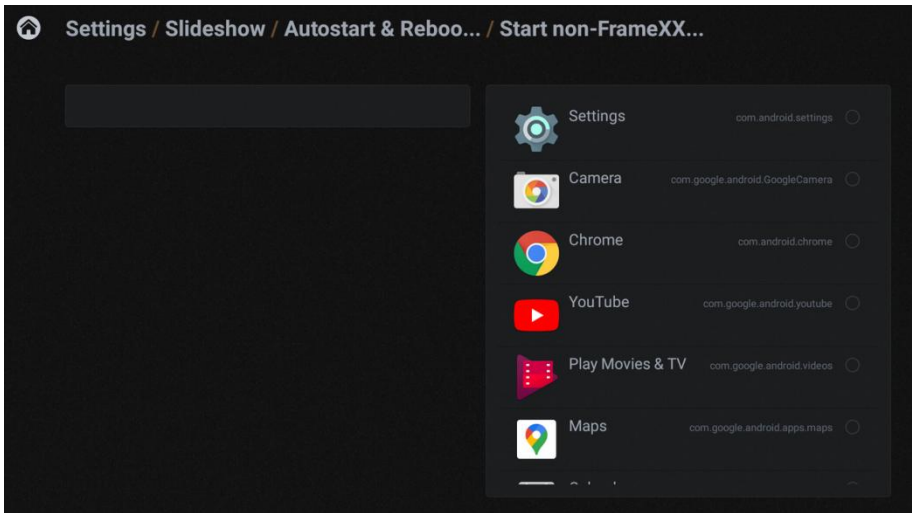 Settings / Slideshow / Autostart & Reboo... / Start non-FrameXX...
Settings com.android.settings
Camera com.google.android.GoogleCamera
Chrome com.android.chrome
YouTube com.google.android.youtube
Play Movies & TV com.google.android.videos
Maps com.google.android.apps.maps